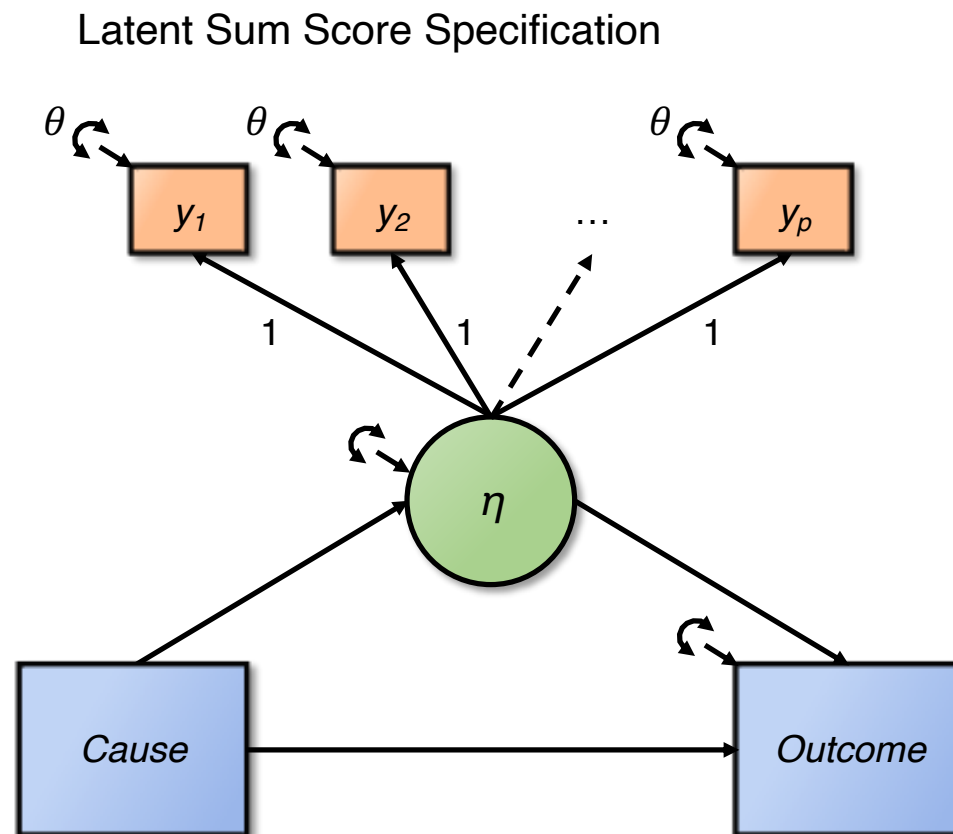 Latent Sum Score Specification
θ θ θ
y1 y2 ... yp
1 1 1
η
Cause Outcome